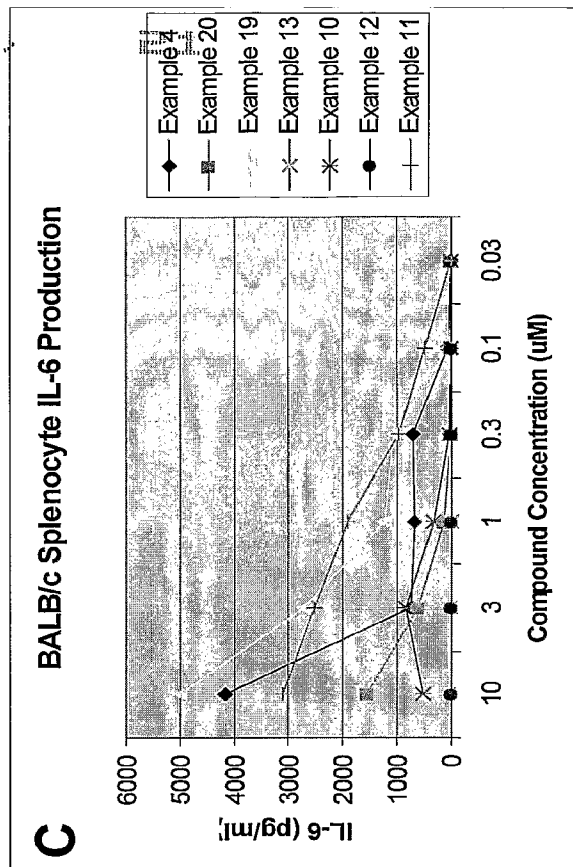 C
BALB/c Splenocyte IL-6 Production
6000
5000
4000
3000
2000
1000
0
IL-6 (pg/ml)
10
3
1
0.3
0.1
0.03
Compound Concentration (uM)
Example 4
Example 20
Example 19
Example 13
Example 10
Example 12
Example 11